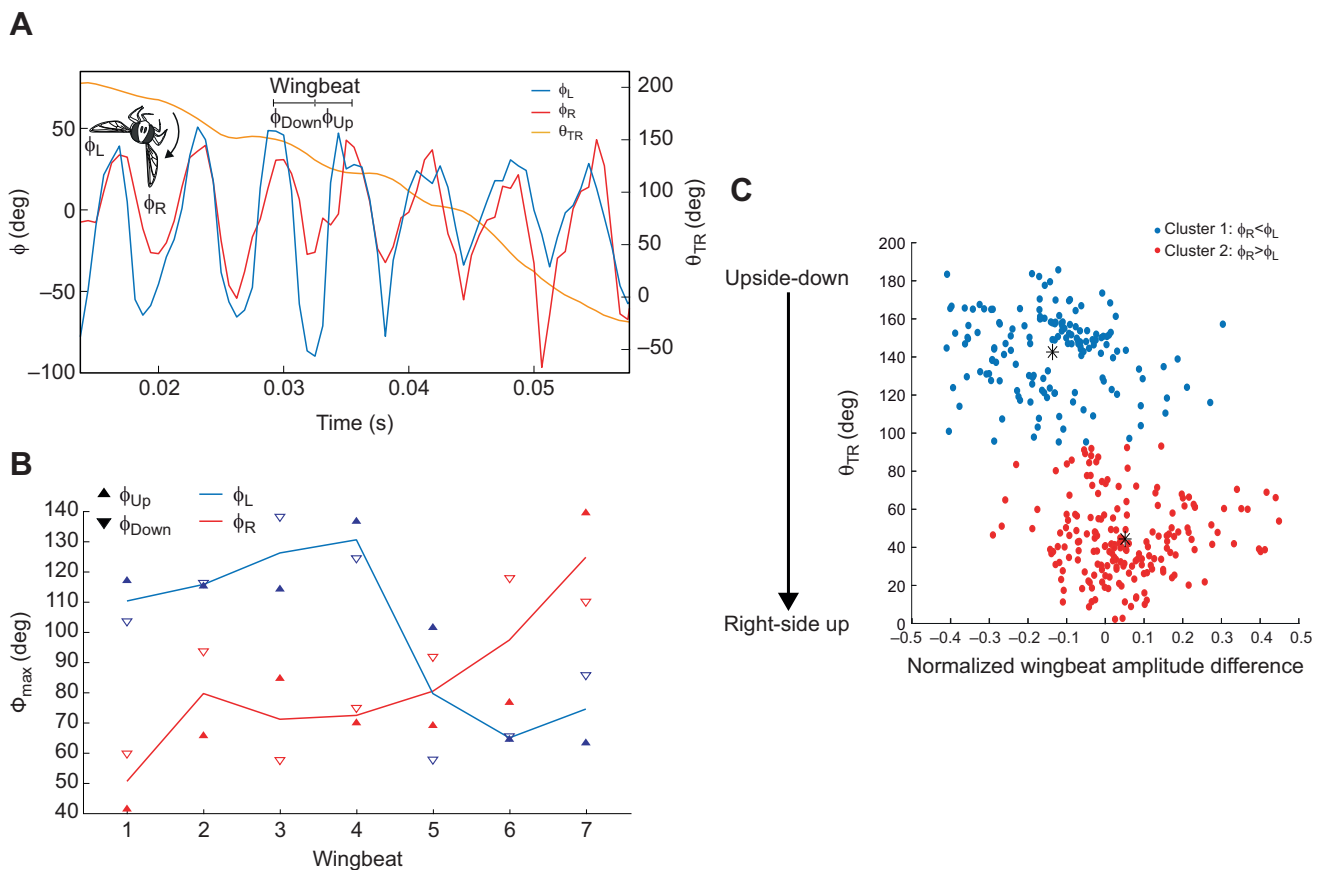 A
Wingbeat
ϕDown ϕUp
ϕL
ϕR
θTR
ϕL
ϕR
50
0
–50
–100
ϕ (deg)
200
150
100
50
0
–50
θTR (deg)
0.02 0.03 0.04 0.05
Time (s)
B
ϕUp ϕL
ϕDown ϕR
140
130
120
110
100
90
80
70
60
50
40
Φmax (deg)
1 2 3 4 5 6 7
Wingbeat
C
Cluster 1: ϕR<ϕL
Cluster 2: ϕR>ϕL
Upside-down
Right-side up
200
180
160
140
120
100
80
60
40
20
0
θTR (deg)
–0.5 –0.4 –0.3 –0.2 –0.1 0 0.1 0.2 0.3 0.4 0.5
Normalized wingbeat amplitude difference